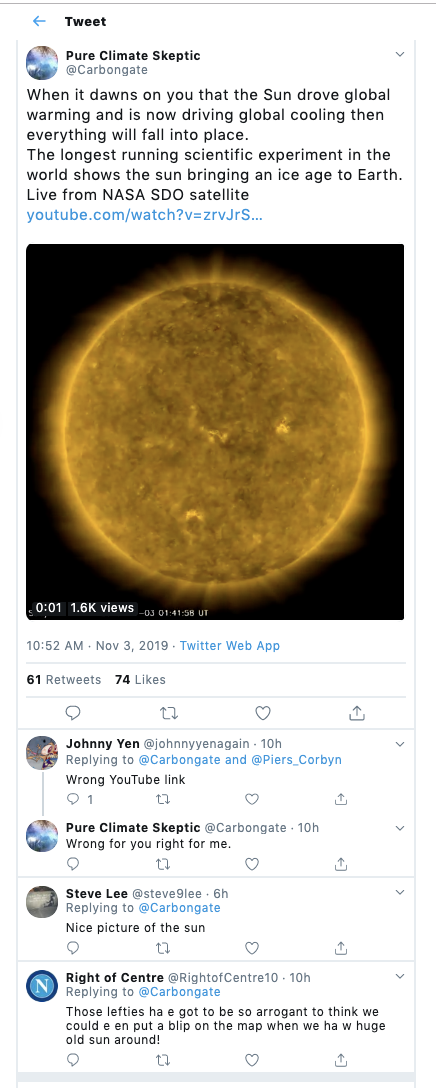 Tweet
Pure Climate Skeptic
@Carbongate
When it dawns on you that the Sun drove global
warming and is now driving global cooling then
everything will fall into place.
The longest running scientific experiment in the
world shows the sun bringing an ice age to Earth.
Live from NASA SDO satellite
youtube.com/watch?v=zrvJrS...
0:01 1.6K views -03 01:41:58 UT
10:52 AM · Nov 3, 2019 · Twitter Web App
61 Retweets 74 Likes
Johnny Yen @johnnyyenagain · 10h
Replying to @Carbongate and @Piers_Corbyn
Wrong YouTube link
1
Pure Climate Skeptic @Carbongate · 10h
Wrong for you right for me.
Steve Lee @steve9lee · 6h
Replying to @Carbongate
Nice picture of the sun
N
Right of Centre @RightofCentre10 · 10h
Replying to @Carbongate
Those lefties ha e got to be so arrogant to think we
could e en put a blip on the map when we ha w huge
old sun around!